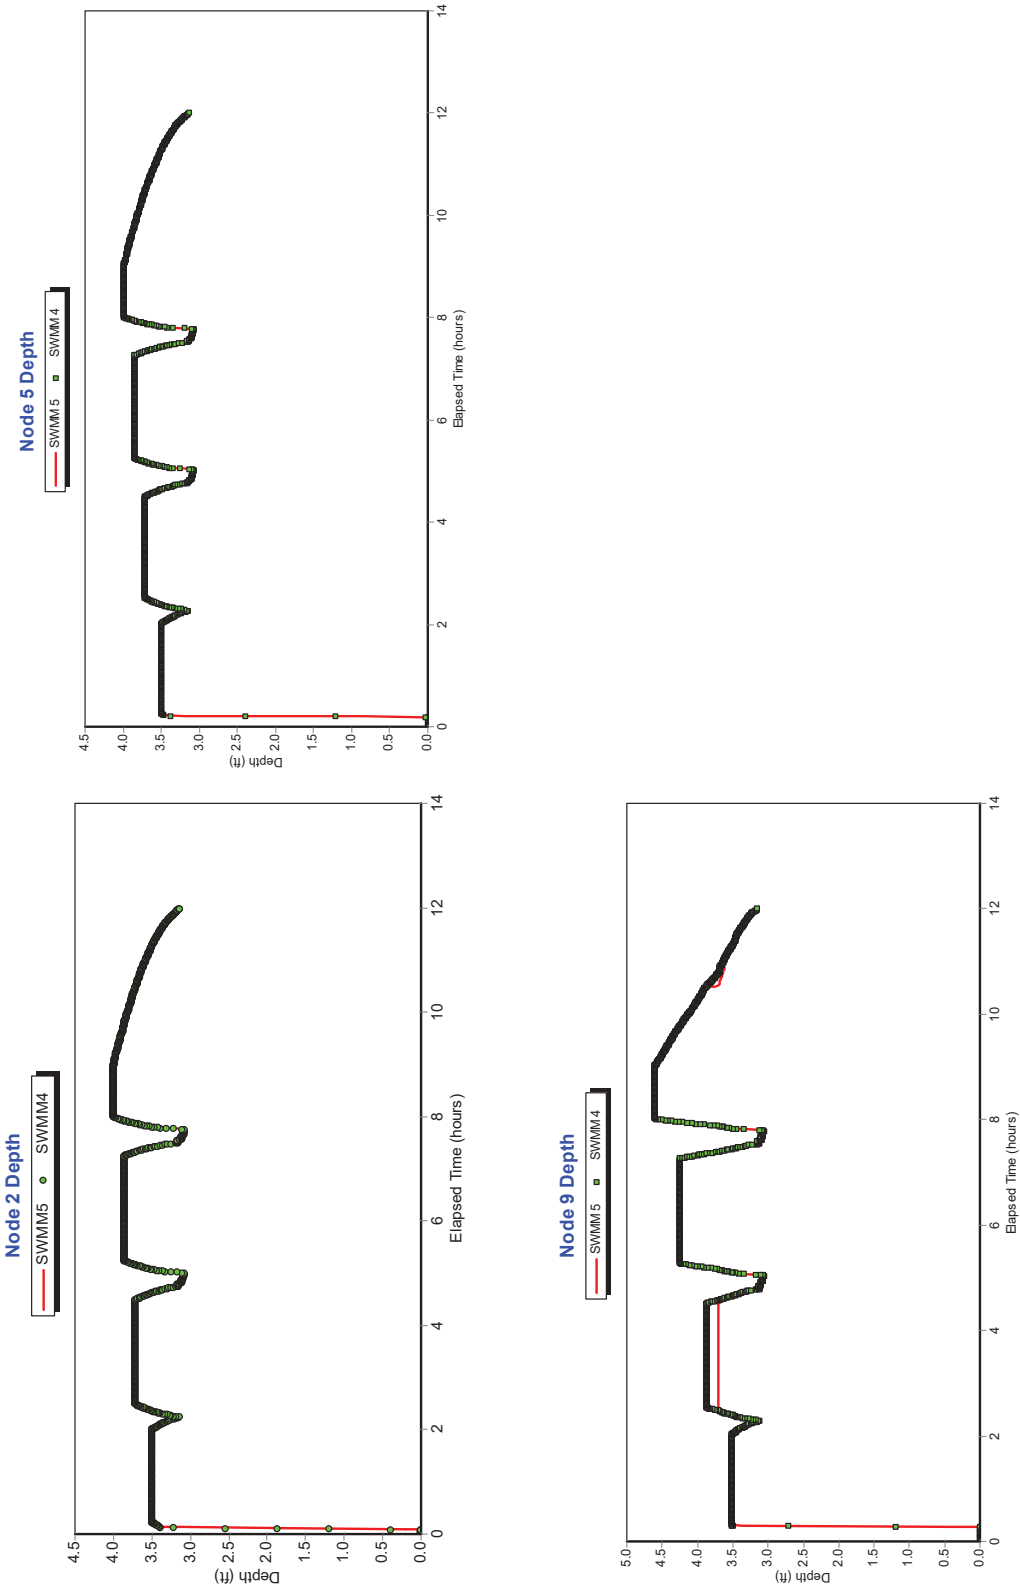 Node 5 Depth
SWMM 5 SWMM 4
4.5
4.0
3.5
3.0
2.5
2.0
1.5
1.0
0.5
0.0
Depth (ft)
0 2 4 6 8 10 12 14
Elapsed Time (hours)
Node 2 Depth
SWMM5 SWMM4
4.5
4.0
3.5
3.0
2.5
2.0
1.5
1.0
0.5
0.0
Depth (ft)
0 2 4 6 8 10 12 14
Elapsed Time (hours)
Node 9 Depth
SWMM 5 SWMM 4
5.0
4.5
4.0
3.5
3.0
2.5
2.0
1.5
1.0
0.5
0.0
Depth (ft)
0 2 4 6 8 10 12 14
Elapsed Time (hours)